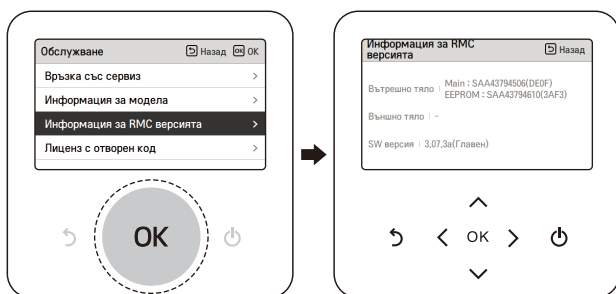 Обслужване Назад OK OK
Връзка със сервиз
Информация за модела
Информация за RMC версията
Лиценз с отворен код
OK
Информация за RMC
версията
Назад
Вътрешно тяло Main : SAA43794506(DE0F)
EEPROM : SAA43794610(3AF3)
Външно тяло -
SW версия 3,07,3a(Главен)
OK